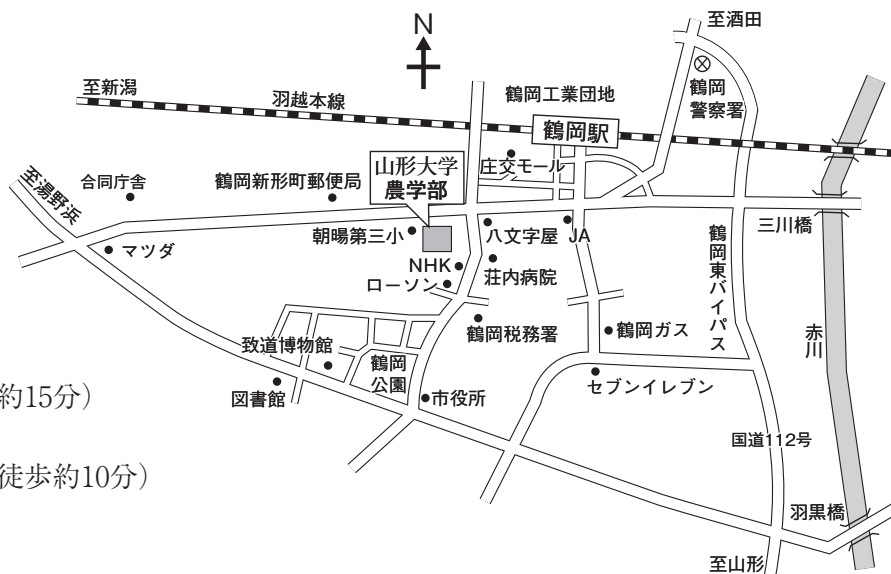 至酒田
N
鶴岡
警察署
至新潟
羽越本線
鶴岡工業団地
鶴岡駅
山形大学
農学部
庄交モール
至湯野浜
合同庁舎
鶴岡新形町郵便局
朝暘第三小
八文字屋
JA
三川橋
マツダ
NHK
ローソン
荘内病院
鶴岡東バイパス
赤川
鶴岡税務署
鶴岡ガス
致道博物館
鶴岡
公園
図書館
市役所
セブンイレブン
約15分）
徒歩約10分）
国道112号
羽黒橋
至山形